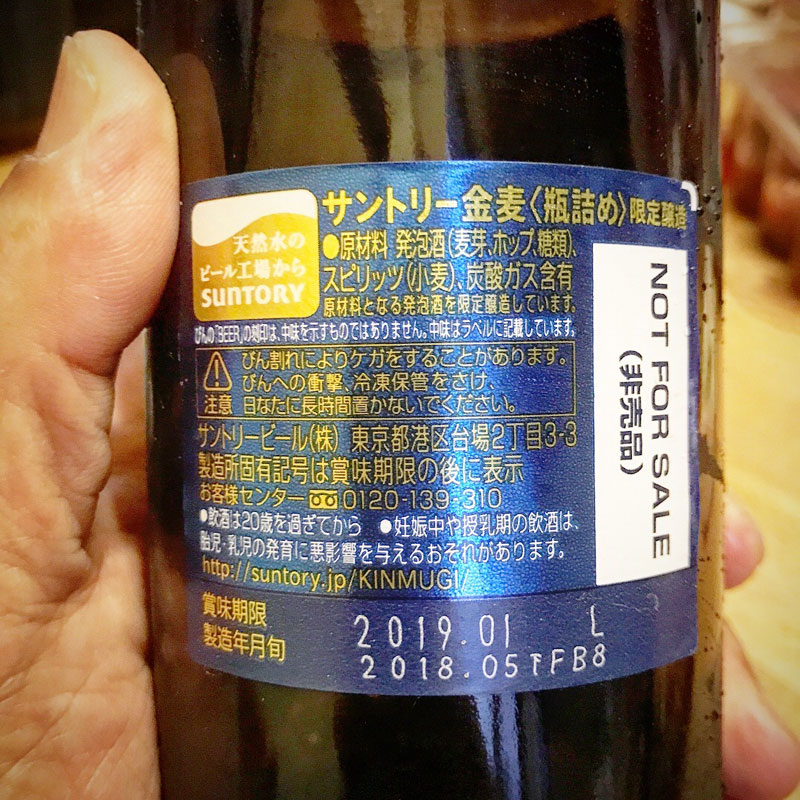 サントリー金麦〈瓶詰め〉限定醸造
天然水の
ビール工場から
SUNTORY
●原材料 発泡酒(麦芽、ホップ、糖類)、
スピリッツ(小麦)、炭酸ガス含有
原材料となる発泡酒を限定醸造しています。
びんの「BEER」の刻印は、中味を示すものではありません。中味はラベルに記載しています。
注意
びん割れによりケガをすることがあります。
びんへの衝撃、冷凍保管をさけ、
日なたに長時間置かないでください。
サントリービール(株) 東京都港区台場2丁目3-3
製造所固有記号は賞味期限の後に表示
お客様センター 0120-139-310
●飲酒は20歳を過ぎてから ●妊娠中や授乳期の飲酒は、
胎児・乳児の発育に悪影響を与えるおそれがあります。
http://suntory.jp/KINMUGI/
賞味期限 2019.01 L
製造年月旬 2018.05下FB8
NOT FOR SALE
(非売品)